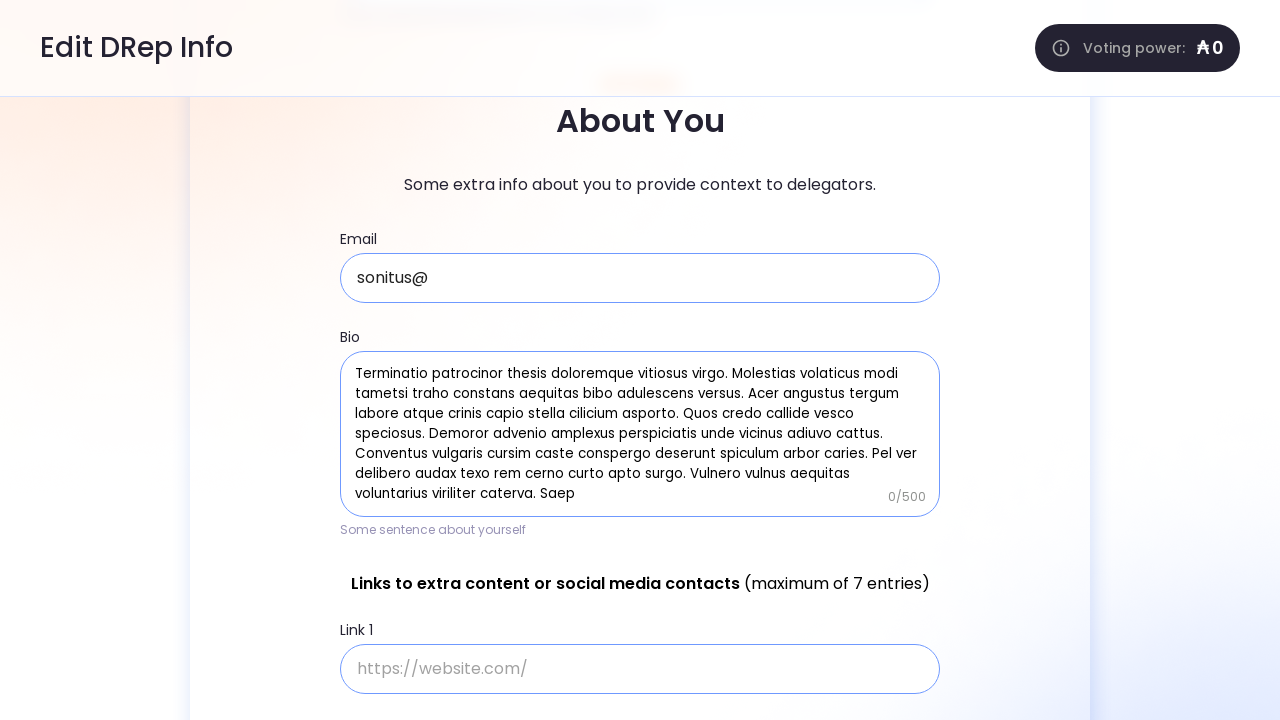 Edit DRep Info
Voting power: ₳ 0
About You
Some extra info about you to provide context to delegators.
Email
sonitus@
Bio
Terminatio patrocinor thesis doloremque vitiosus virgo. Molestias volaticus modi
tametsi traho constans aequitas bibo adulescens versus. Acer angustus tergum
labore atque crinis capio stella cilicium asporto. Quos credo callide vesco
speciosus. Demoror advenio amplexus perspiciatis unde vicinus adiuvo cattus.
Conventus vulgaris cursim caste conspergo deserunt spiculum arbor caries. Pel ver
delibero audax texo rem cerno curto apto surgo. Vulnero vulnus aequitas
voluntarius viriliter caterva. Saep
0/500
Some sentence about yourself
Links to extra content or social media contacts (maximum of 7 entries)
Link 1
https://website.com/